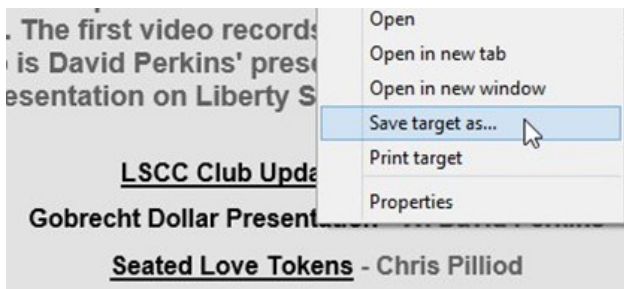 . The first video records
is David Perkins' prese
esentation on Liberty S
LSCC Club Upda
Gobrecht Dollar Present
Seated Love Tokens - Chris Pilliod
Open
Open in new tab
Open in new window
Save target as...
Print target
Properties